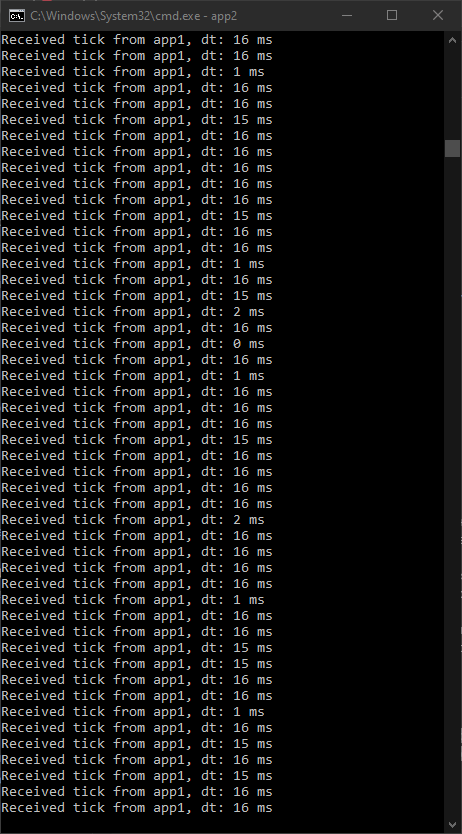 C:\Windows\System32\cmd.exe - app2
Received tick from app1, dt: 16 ms
Received tick from app1, dt: 16 ms
Received tick from app1, dt: 1 ms
Received tick from app1, dt: 16 ms
Received tick from app1, dt: 16 ms
Received tick from app1, dt: 15 ms
Received tick from app1, dt: 16 ms
Received tick from app1, dt: 16 ms
Received tick from app1, dt: 16 ms
Received tick from app1, dt: 16 ms
Received tick from app1, dt: 16 ms
Received tick from app1, dt: 15 ms
Received tick from app1, dt: 16 ms
Received tick from app1, dt: 16 ms
Received tick from app1, dt: 1 ms
Received tick from app1, dt: 16 ms
Received tick from app1, dt: 15 ms
Received tick from app1, dt: 2 ms
Received tick from app1, dt: 16 ms
Received tick from app1, dt: 0 ms
Received tick from app1, dt: 16 ms
Received tick from app1, dt: 1 ms
Received tick from app1, dt: 16 ms
Received tick from app1, dt: 16 ms
Received tick from app1, dt: 16 ms
Received tick from app1, dt: 15 ms
Received tick from app1, dt: 16 ms
Received tick from app1, dt: 16 ms
Received tick from app1, dt: 16 ms
Received tick from app1, dt: 16 ms
Received tick from app1, dt: 2 ms
Received tick from app1, dt: 16 ms
Received tick from app1, dt: 16 ms
Received tick from app1, dt: 16 ms
Received tick from app1, dt: 16 ms
Received tick from app1, dt: 1 ms
Received tick from app1, dt: 16 ms
Received tick from app1, dt: 16 ms
Received tick from app1, dt: 15 ms
Received tick from app1, dt: 15 ms
Received tick from app1, dt: 16 ms
Received tick from app1, dt: 16 ms
Received tick from app1, dt: 1 ms
Received tick from app1, dt: 16 ms
Received tick from app1, dt: 15 ms
Received tick from app1, dt: 16 ms
Received tick from app1, dt: 15 ms
Received tick from app1, dt: 16 ms
Received tick from app1, dt: 16 ms